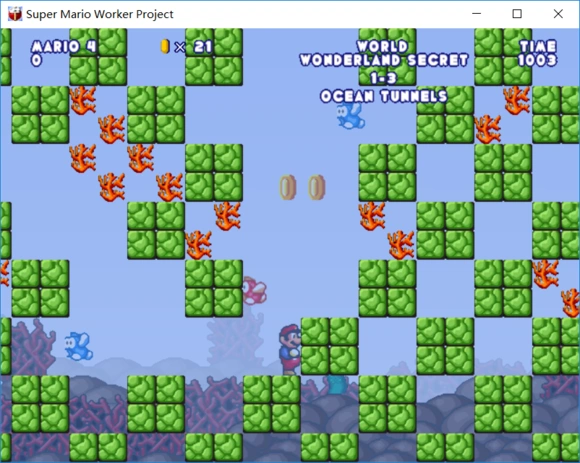 Super Mario Worker Project
MARIO 4
0
× 21
WORLD
WONDERLAND SECRET
1-3
OCEAN TUNNELS
TIME
1003